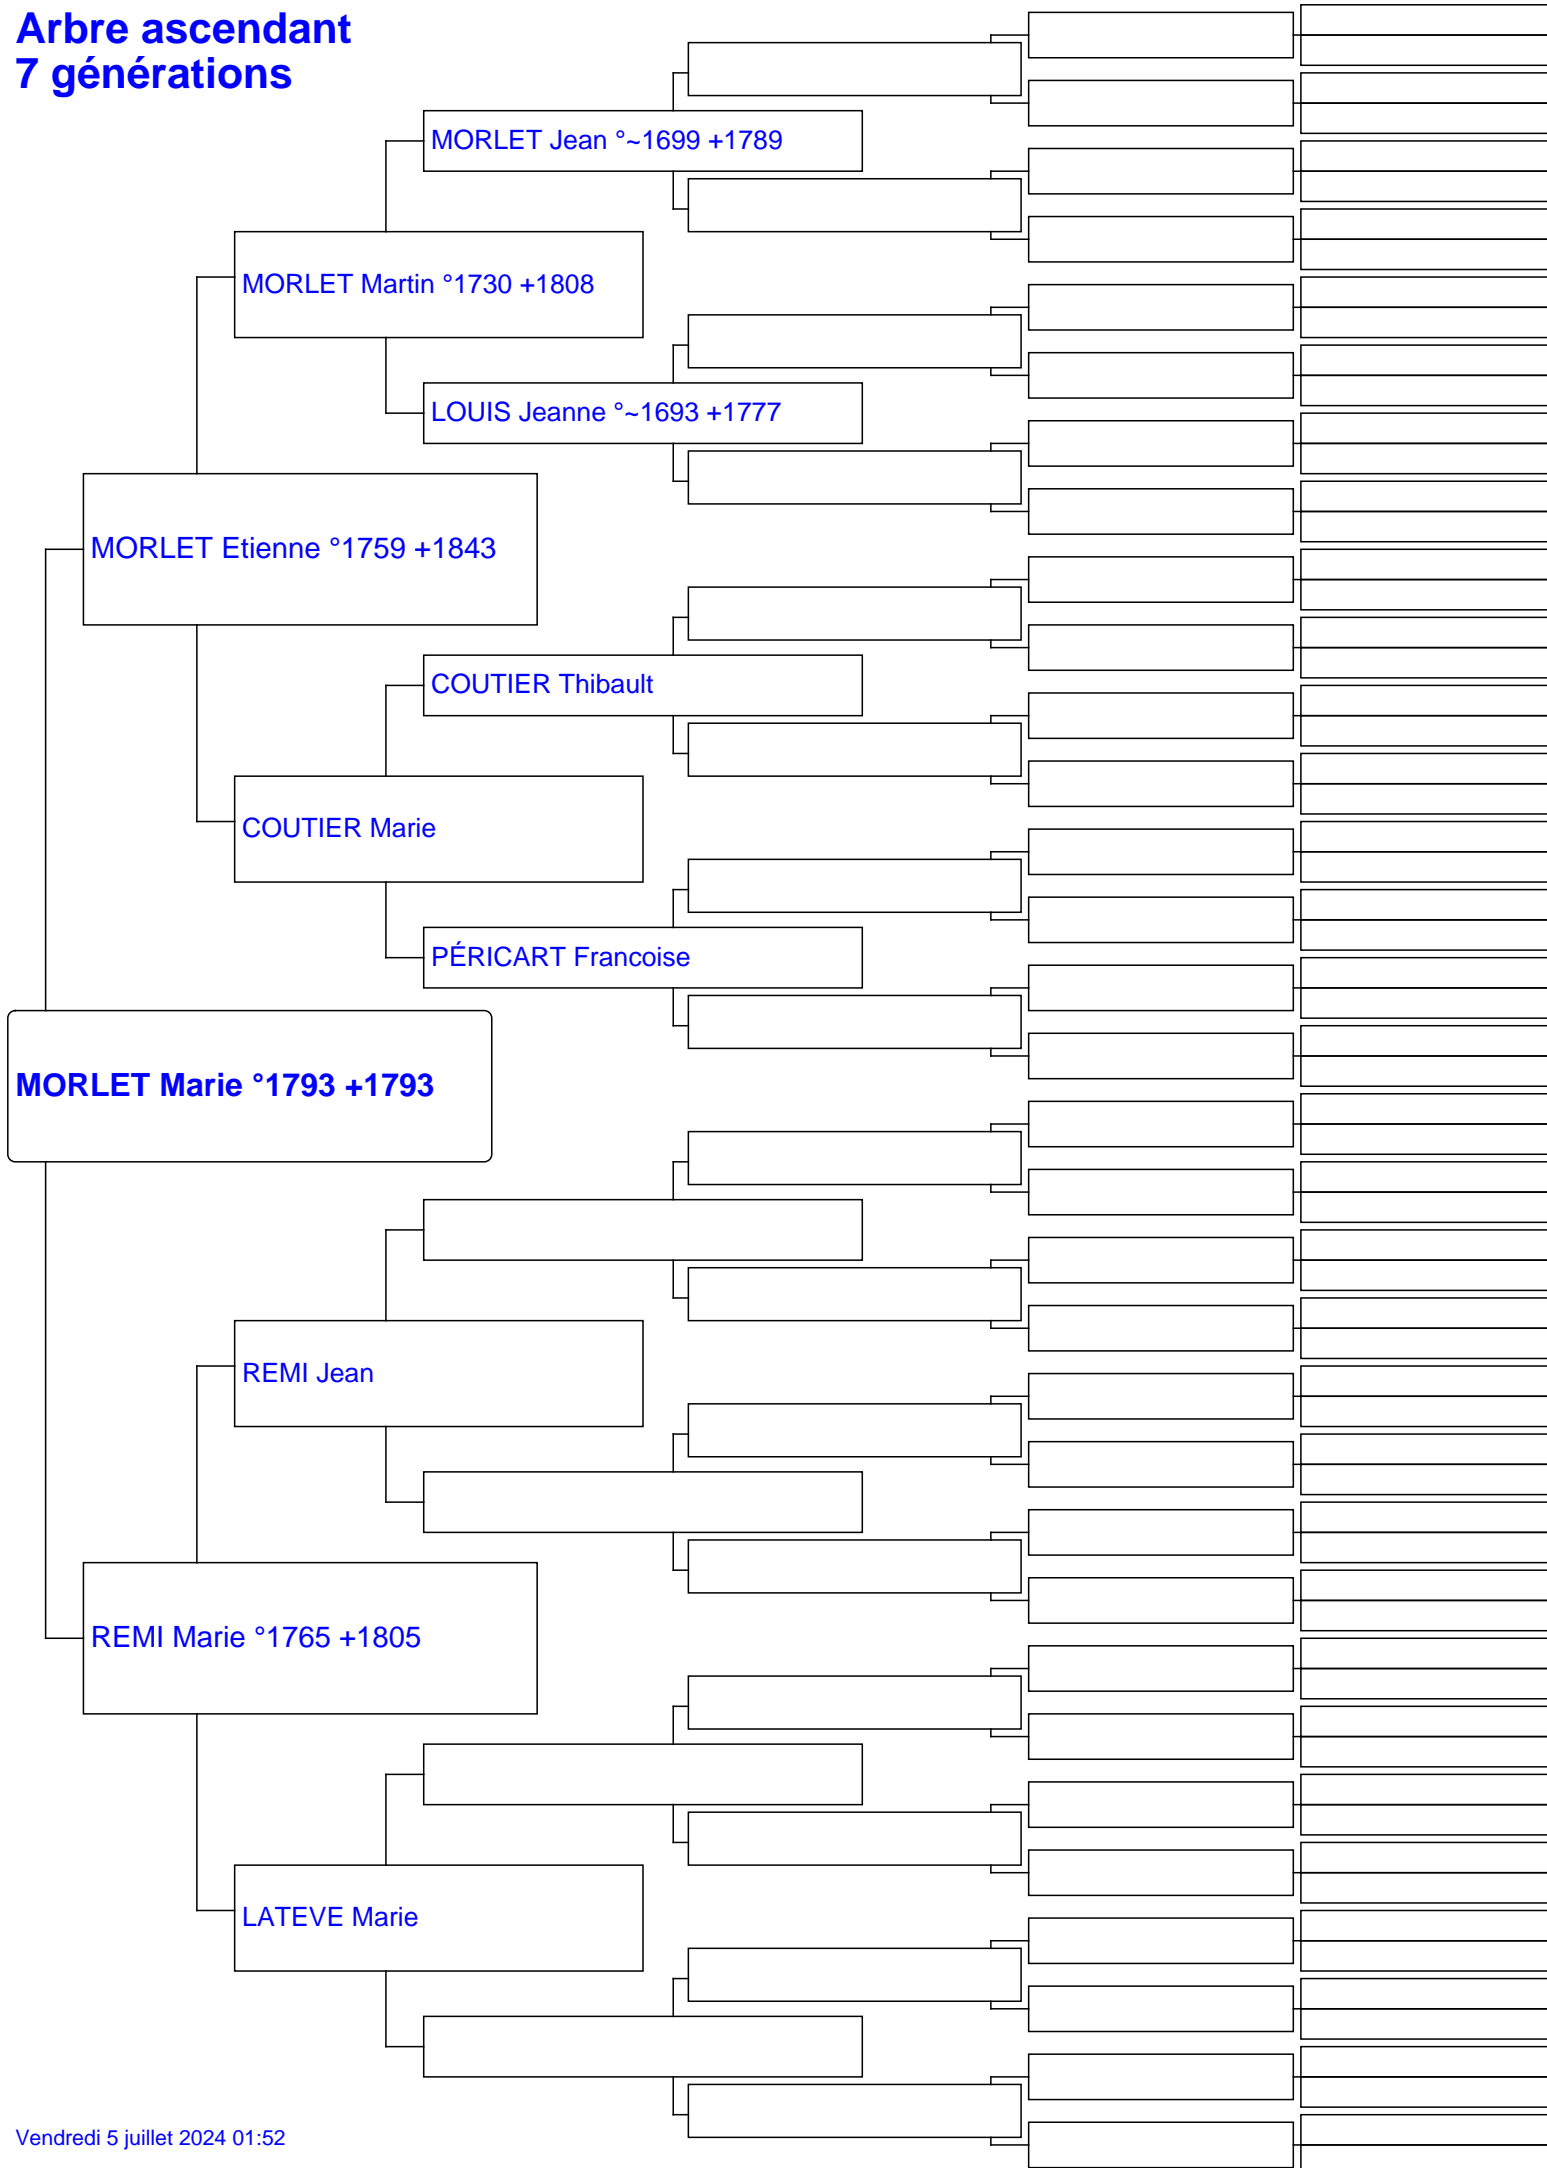 Arbre ascendant
7 générations
MORLET Jean °~1699 +1789
MORLET Martin °1730 +1808
LOUIS Jeanne °~1693 +1777
MORLET Etienne °1759 +1843
COUTIER Thibault
COUTIER Marie
PÉRICART Francoise
MORLET Marie °1793 +1793
REMI Jean
REMI Marie °1765 +1805
LATEVE Marie
Vendredi 5 juillet 2024 01:52